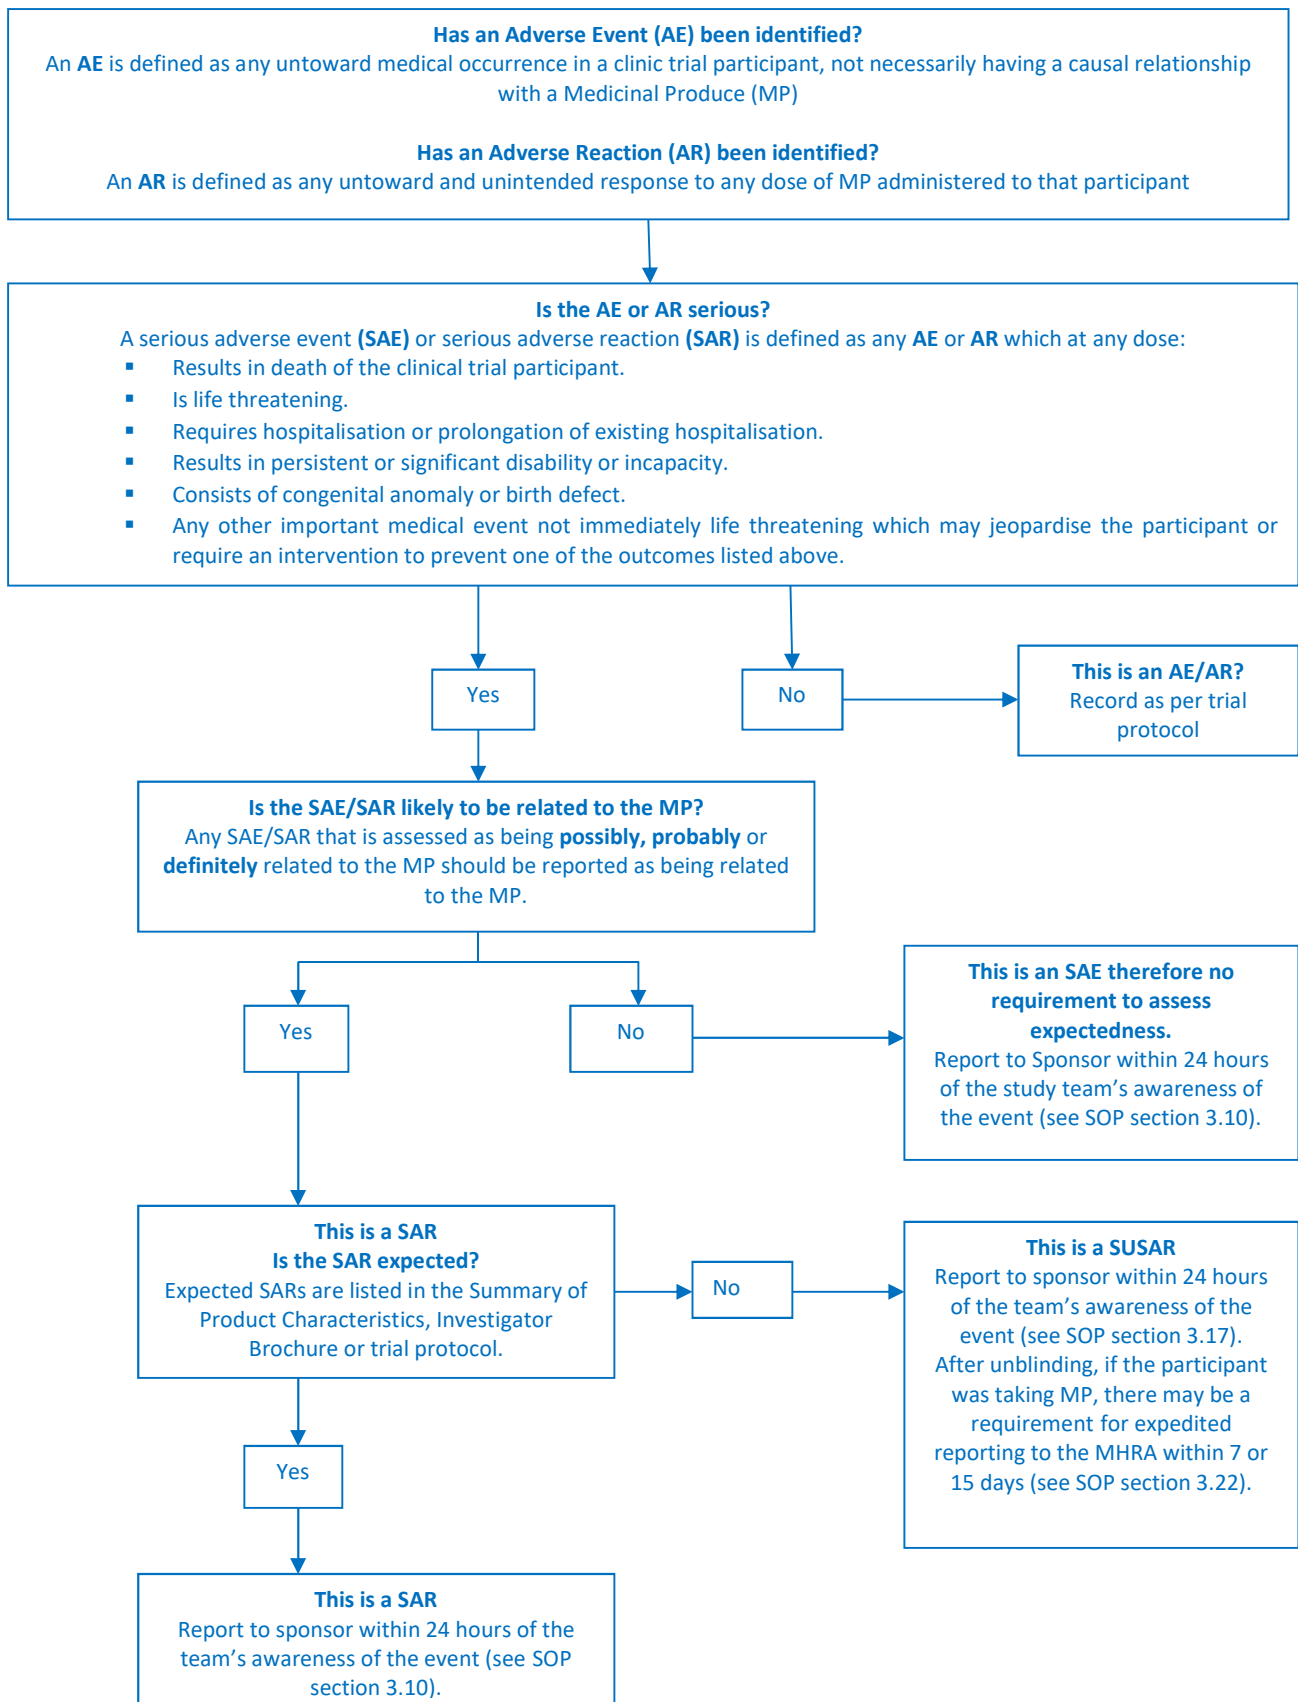 Has an Adverse Event (AE) been identified?
An AE is defined as any untoward medical occurrence in a clinic trial participant, not necessarily having a causal relationship
with a Medicinal Produce (MP)
Has an Adverse Reaction (AR) been identified?
An AR is defined as any untoward and unintended response to any dose of MP administered to that participant
Is the AE or AR serious?
A serious adverse event (SAE) or serious adverse reaction (SAR) is defined as any AE or AR which at any dose:
▪ Results in death of the clinical trial participant.
▪ Is life threatening.
▪ Requires hospitalisation or prolongation of existing hospitalisation.
▪ Results in persistent or significant disability or incapacity.
▪ Consists of congenital anomaly or birth defect.
▪ Any other important medical event not immediately life threatening which may jeopardise the participant or
require an intervention to prevent one of the outcomes listed above.
Yes
No
This is an AE/AR?
Record as per trial
protocol
Is the SAE/SAR likely to be related to the MP?
Any SAE/SAR that is assessed as being possibly, probably or
definitely related to the MP should be reported as being related
to the MP.
Yes
No
This is an SAE therefore no
requirement to assess
expectedness.
Report to Sponsor within 24 hours
of the study team’s awareness of
the event (see SOP section 3.10).
This is a SAR
Is the SAR expected?
Expected SARs are listed in the Summary of
Product Characteristics, Investigator
Brochure or trial protocol.
No
This is a SUSAR
Report to sponsor within 24 hours
of the team’s awareness of the
event (see SOP section 3.17).
After unblinding, if the participant
was taking MP, there may be a
requirement for expedited
reporting to the MHRA within 7 or
15 days (see SOP section 3.22).
Yes
This is a SAR
Report to sponsor within 24 hours of the
team’s awareness of the event (see SOP
section 3.10).